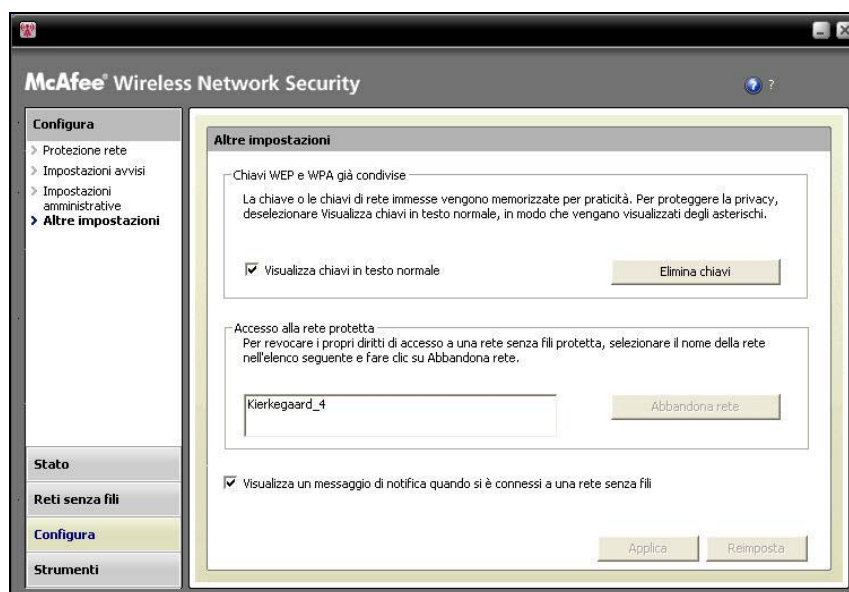 McAfee® Wireless Network Security
?
Configura
Protezione rete
Impostazioni avvisi
Impostazioni
amministrative
Altre impostazioni
Stato
Reti senza fili
Configura
Strumenti
Altre impostazioni
Chiavi WEP e WPA già condivise
La chiave o le chiavi di rete immesse vengono memorizzate per praticità. Per proteggere la privacy,
deselezionare Visualizza chiavi in testo normale, in modo che vengano visualizzati degli asterischi.
Visualizza chiavi in testo normale
Elimina chiavi
Accesso alla rete protetta
Per revocare i propri diritti di accesso a una rete senza fili protetta, selezionare il nome della rete
nell'elenco seguente e fare clic su Abbandona rete.
Kierkegaard_4
Abbandona rete
Visualizza un messaggio di notifica quando si è connessi a una rete senza fili
Applica
Reimposta